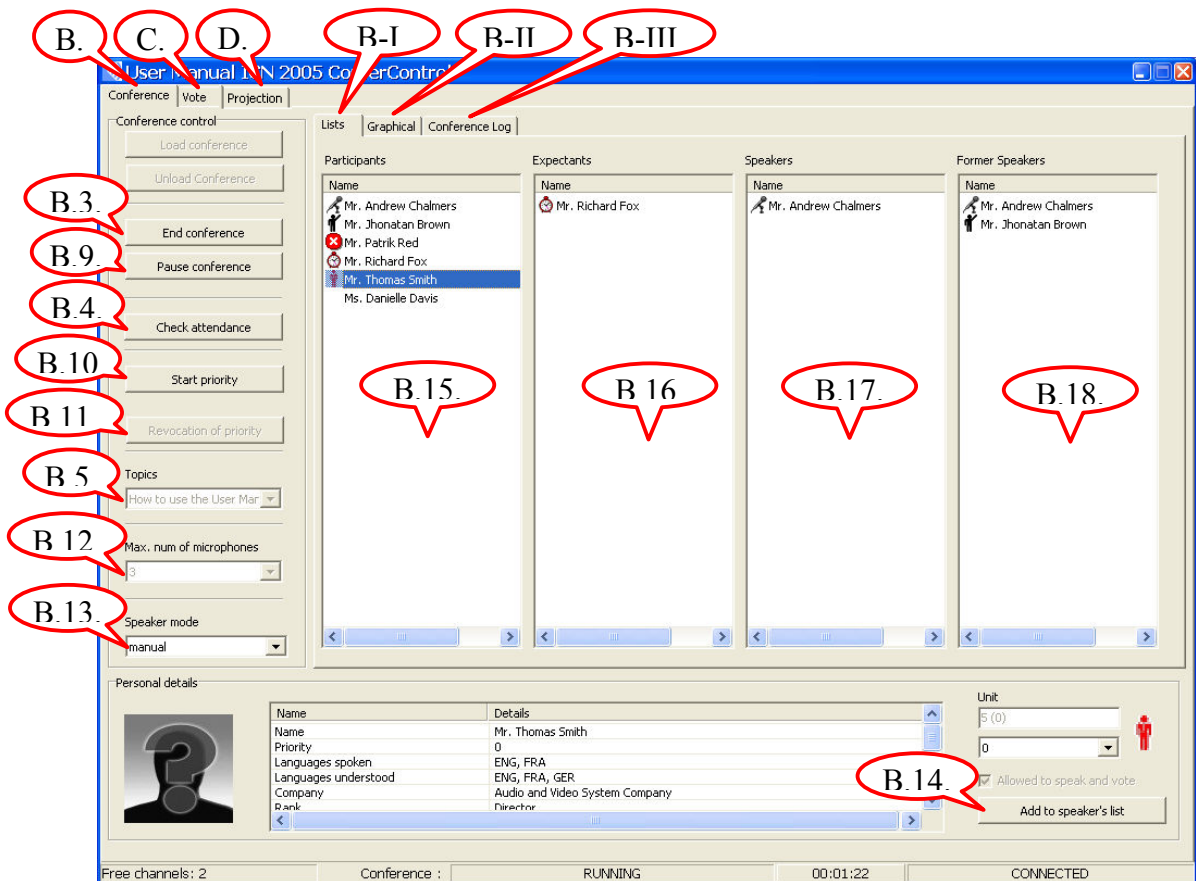 B. C. D. B-I B-II B-III
User Manual ICN 2005 ConferControl
Conference Vote Projection
Conference control
Load conference
Unload Conference
B.3.
End conference
B.9.
Pause conference
B.4.
Check attendance
B.10
Start priority
B.11
Revocation of priority
B.5
Topics
How to use the User Mar
B.12
Max. num of microphones
3
B.13.
Speaker mode
manual
Lists Graphical Conference Log
Participants
Name
Mr. Andrew Chalmers
Mr. Jhonatan Brown
Mr. Patrik Red
Mr. Richard Fox
Mr. Thomas Smith
Ms. Danielle Davis
B.15.
Expectants
Name
Mr. Richard Fox
B.16
Speakers
Name
Mr. Andrew Chalmers
B.17.
Former Speakers
Name
Mr. Andrew Chalmers
Mr. Jhonatan Brown
B.18.
Personal details
Name Details
Name Mr. Thomas Smith
Priority 0
Languages spoken ENG, FRA
Languages understood ENG, FRA, GER
Company Audio and Video System Company
Rank Director
Unit
5 (0)
0
B.14.
Allowed to speak and vote
Add to speaker's list
Free channels: 2 Conference : RUNNING 00:01:22 CONNECTED